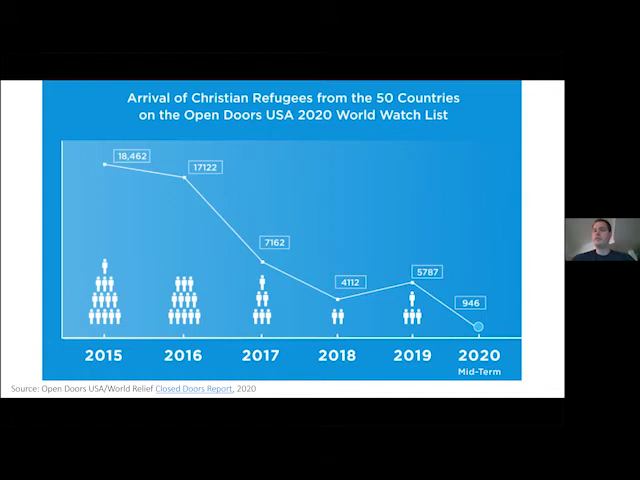 Arrival of Christian Refugees from the 50 Countries
on the Open Doors USA 2020 World Watch List
18,462
17122
7162
4112
5787
946
2015 2016 2017 2018 2019 2020
Mid-Term
Source: Open Doors USA/World Relief Closed Doors Report, 2020